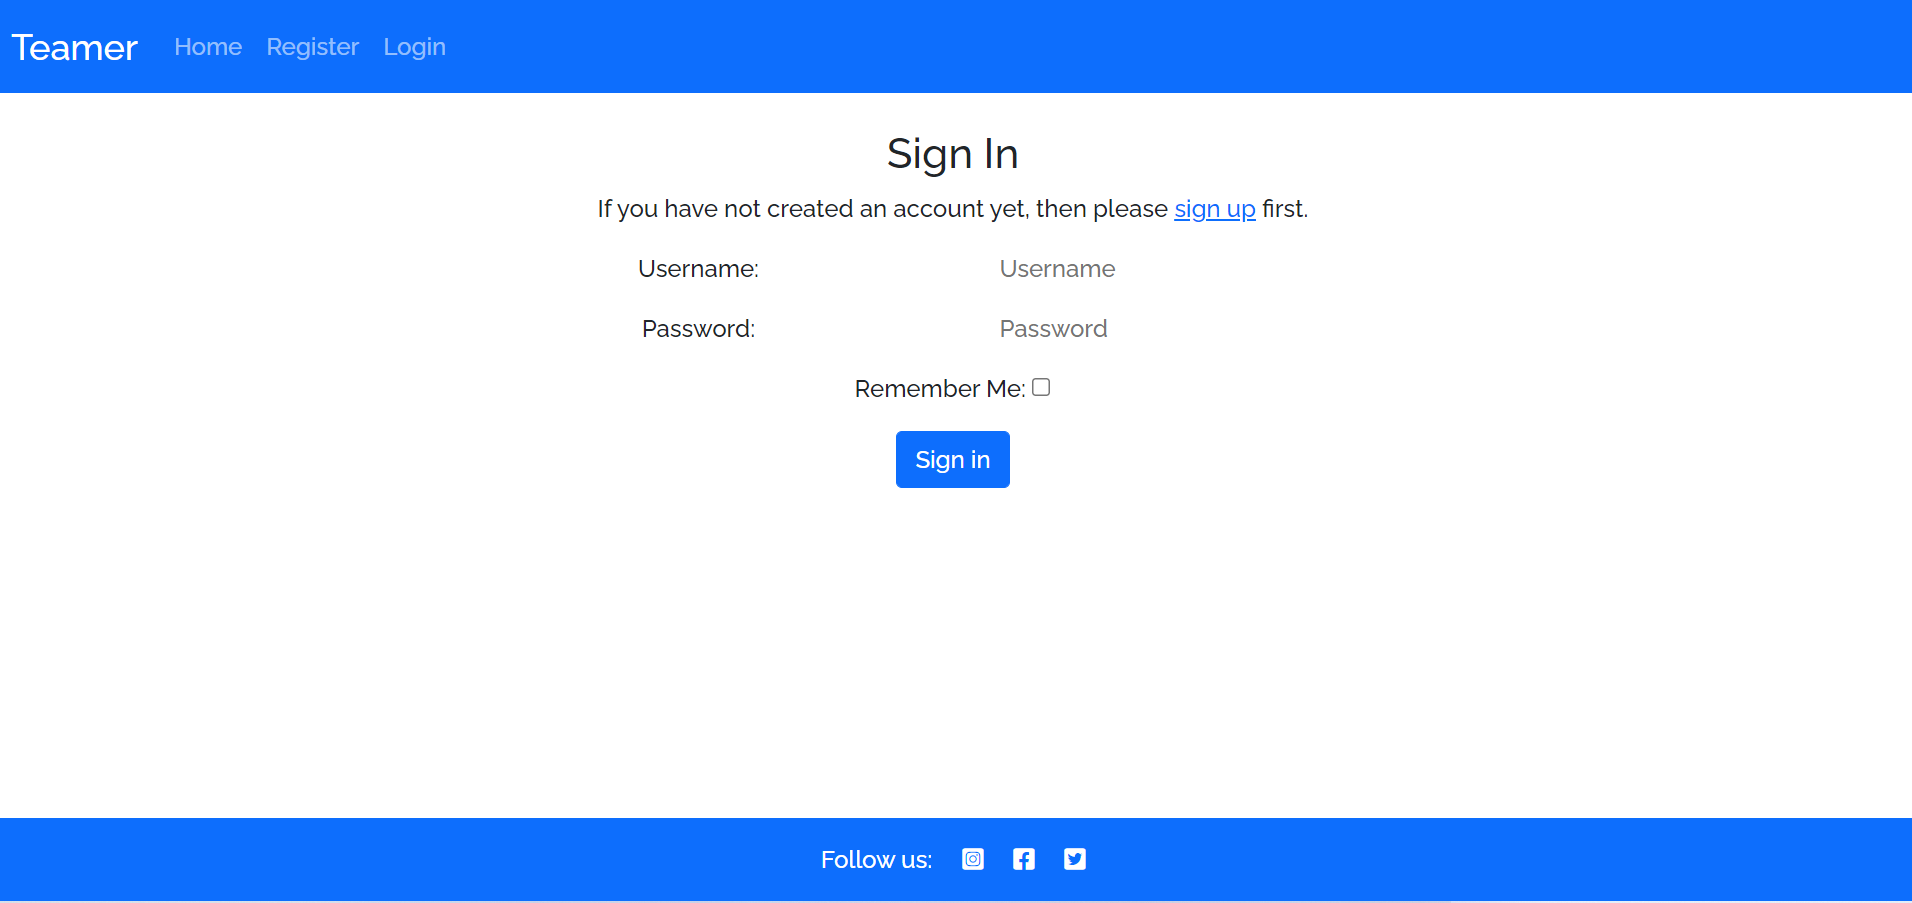 Teamer Home Register Login
Sign In
If you have not created an account yet, then please sign up first.
Username: Username
Password: Password
Remember Me:
Sign in
Follow us: